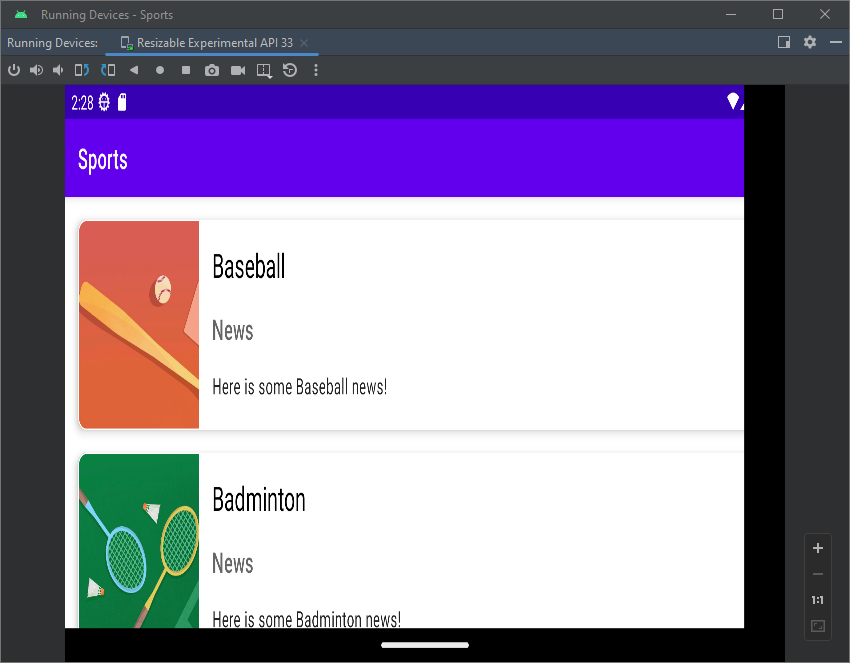 Running Devices - Sports
Running Devices:
Resizable Experimental API 33
2:28
Sports
Baseball
News
Here is some Baseball news!
Badminton
News
Here is some Badminton news!
1:1